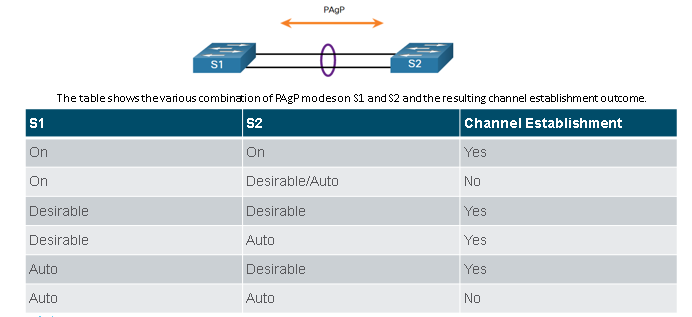 PAgP
S1
S2
The table shows the various combination of PAgP modes on S1 and S2 and the resulting channel establishment outcome.
S1 S2 Channel Establishment
On On Yes
On Desirable/Auto No
Desirable Desirable Yes
Desirable Auto Yes
Auto Desirable Yes
Auto Auto No